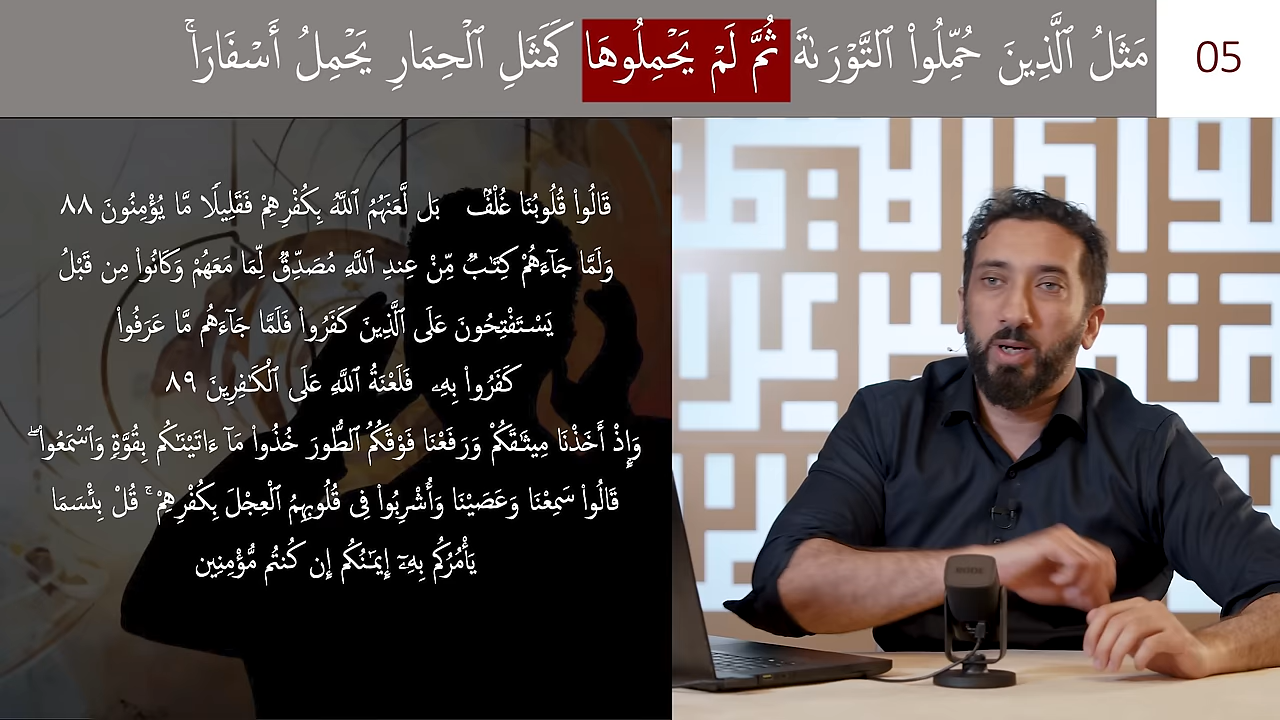 مَثَلُ ٱلَّذِينَ حُمِّلُوا۟ ٱلتَّوْرَىٰةَ ثُمَّ لَمْ يَحْمِلُوهَا كَمَثَلِ ٱلْحِمَارِ يَحْمِلُ أَسْفَارًۢا ۚ
05
قَالُوا۟ قُلُوبُنَا غُلْفٌۢ بَل لَّعَنَهُمُ ٱللَّهُ بِكُفْرِهِمْ فَقَلِيلًا مَّا يُؤْمِنُونَ ٨٨
وَلَمَّا جَآءَهُمْ كِتَـٰبٌ مِّنْ عِندِ ٱللَّهِ مُصَدِّقٌ لِّمَا مَعَهُمْ وَكَانُوا۟ مِن قَبْلُ
يَسْتَفْتِحُونَ عَلَى ٱلَّذِينَ كَفَرُوا۟ فَلَمَّا جَآءَهُم مَّا عَرَفُوا۟
كَفَرُوا۟ بِهِۦ فَلَعْنَةُ ٱللَّهِ عَلَى ٱلْكَـٰفِرِينَ ٨٩
وَإِذْ أَخَذْنَا مِيثَـٰقَكُمْ وَرَفَعْنَا فَوْقَكُمُ ٱلطُّورَ خُذُوا۟ مَآ ءَاتَيْنَـٰكُم بِقُوَّةٍ وَٱسْمَعُوا۟ ۖ
قَالُوا۟ سَمِعْنَا وَعَصَيْنَا وَأُشْرِبُوا۟ فِى قُلُوبِهِمُ ٱلْعِجْلَ بِكُفْرِهِمْ ۚ قُلْ بِئْسَمَا
يَأْمُرُكُم بِهِۦٓ إِيمَـٰنُكُم إِن كُنتُم مُّؤْمِنِين
RODE